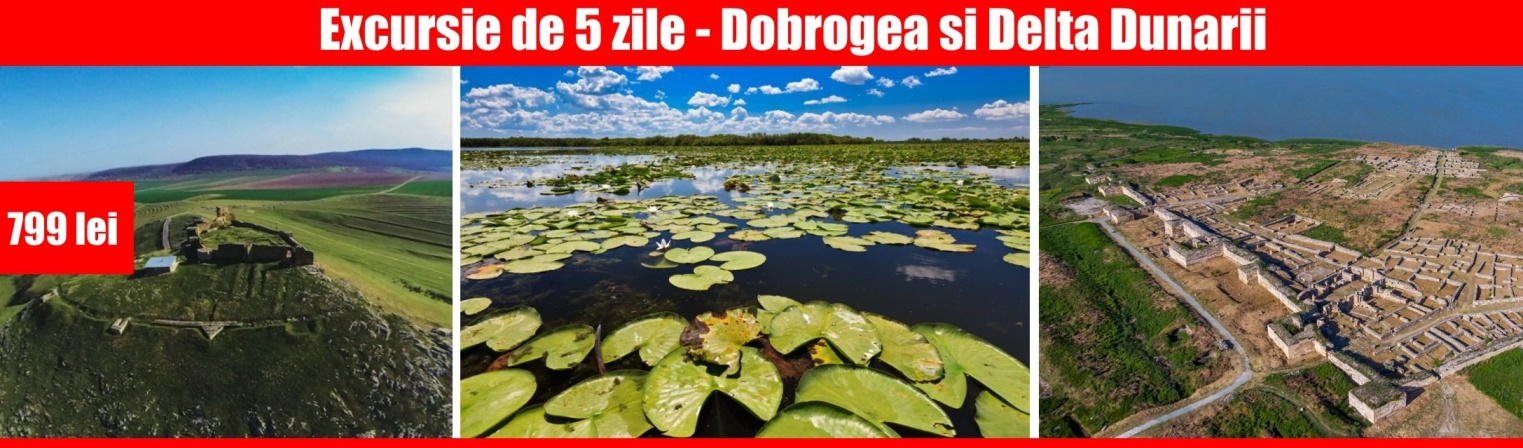 Excursie de 5 zile - Dobrogea si Delta Dunarii
799 lei